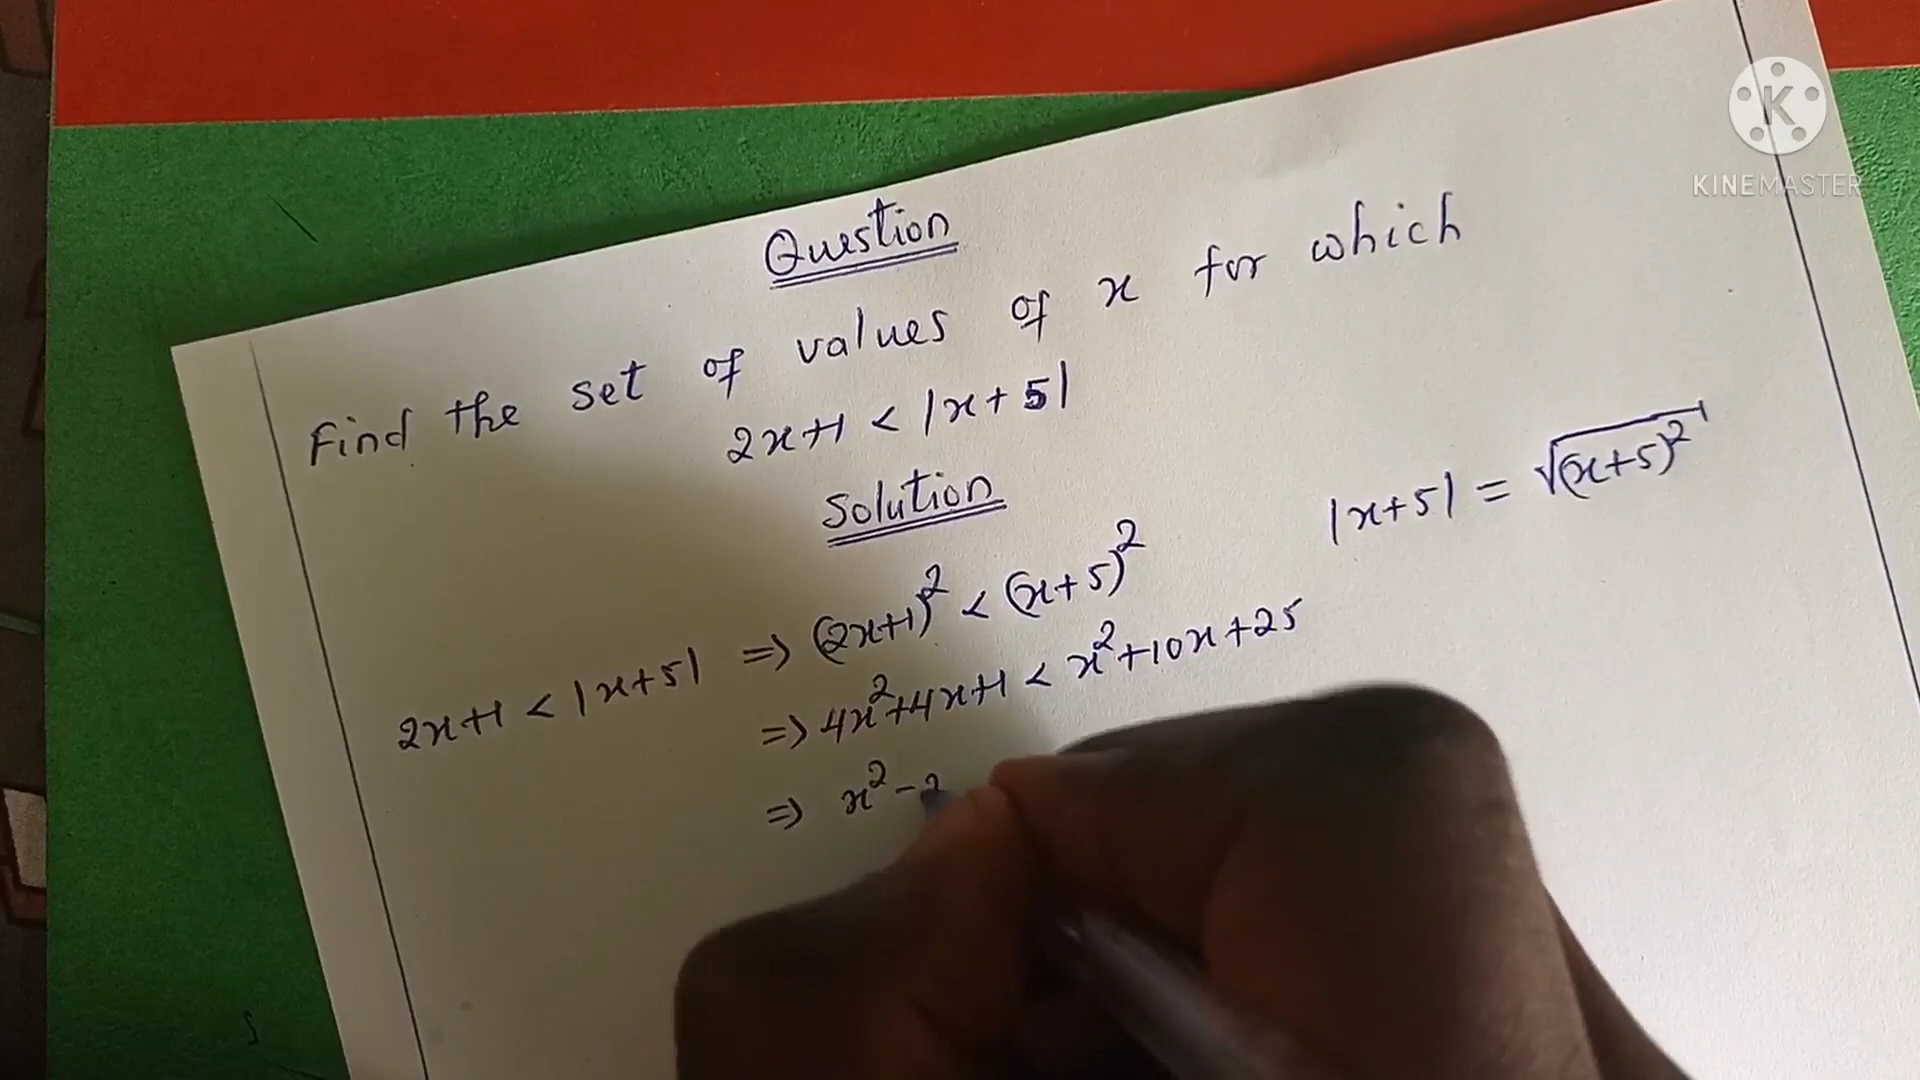 KINEMASTER
Question
Find the set of values of x for which
2x+1 < |x+5|
Solution
|x+5| = √(x+5)²
2x+1 < |x+5| => (2x+1)² < (x+5)²
=> 4x²+4x+1 < x²+10x+25
=> x² -